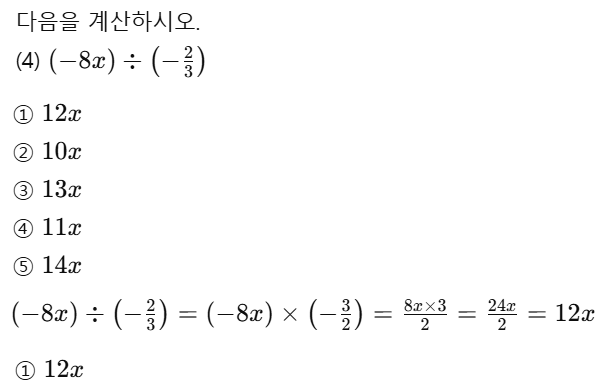 다음을 계산하시오.
(4) (−8x) ÷ (−2/3)
① 12x
② 10x
③ 13x
④ 11x
⑤ 14x
(−8x) ÷ (−2/3) = (−8x) × (−3/2) = 8x×3/2 = 24x/2 = 12x
① 12x